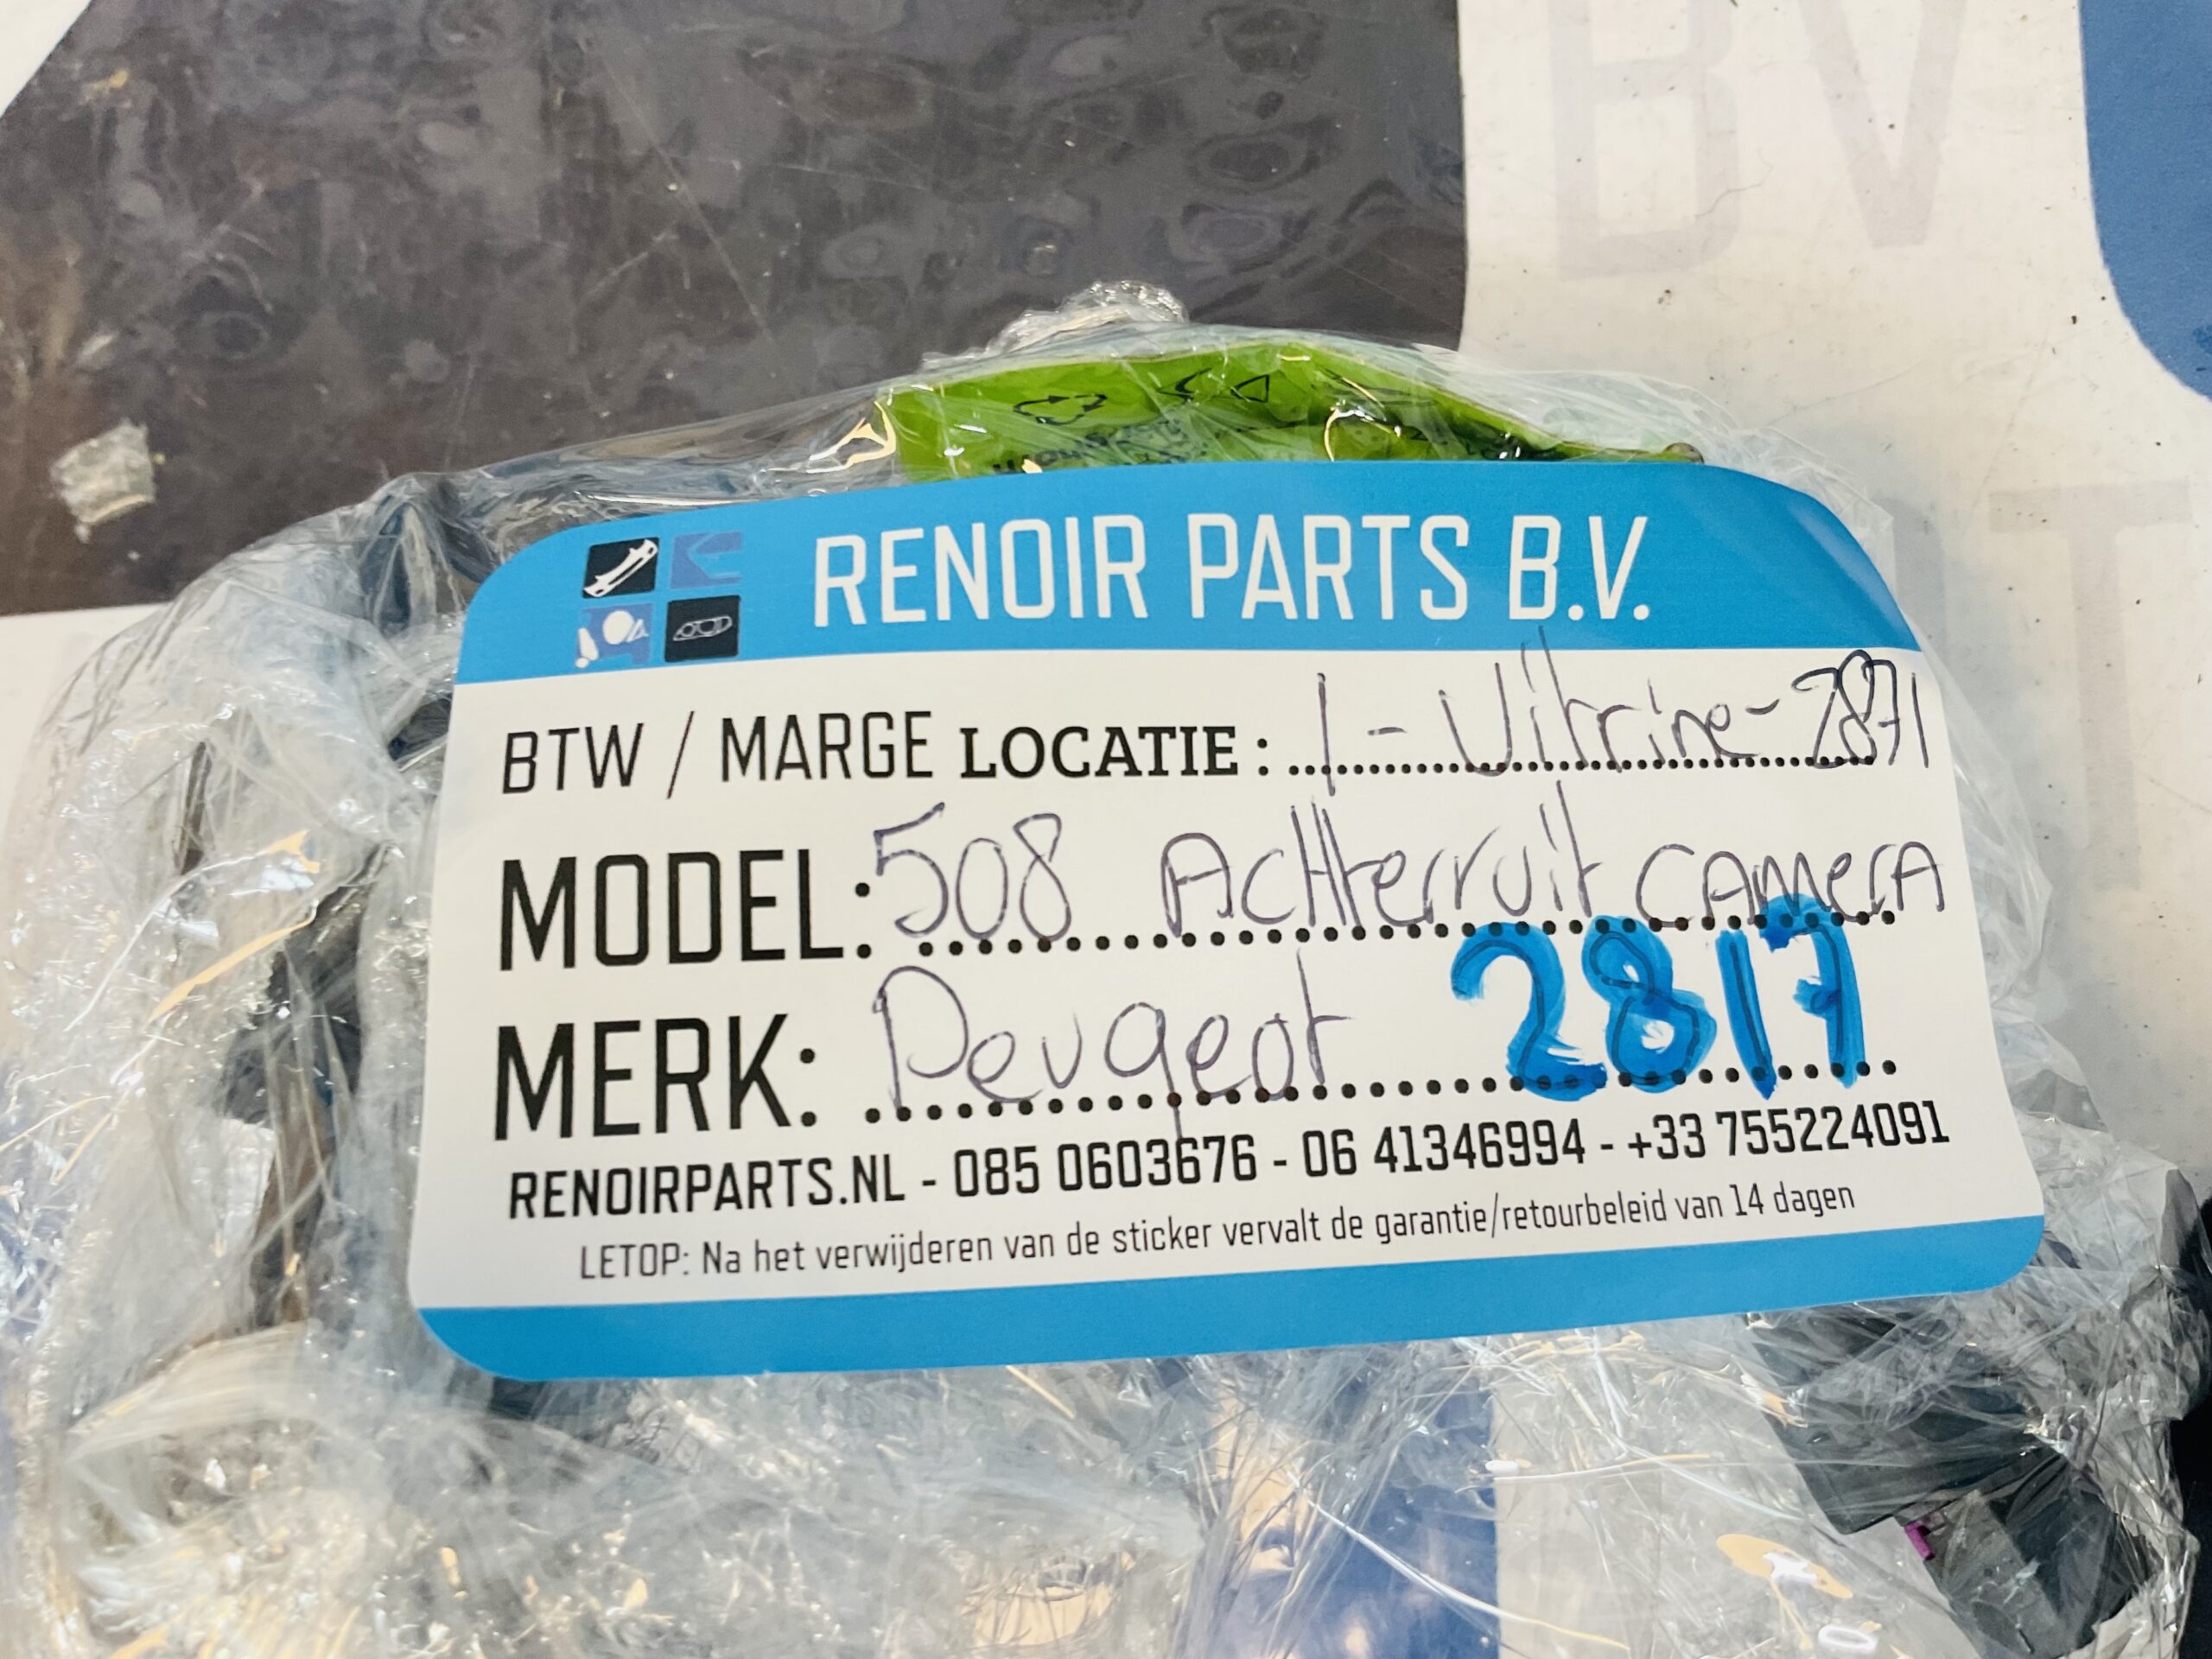 BV
RENOIR PARTS B.V.
BTW / MARGE LOCATIE : 1 - Vitrine - 2871
MODEL: 508 Achterruit camera
MERK: Peugeot 2817
RENOIRPARTS.NL - 085 0603676 - 06 41346994 - +33 755224091
LETOP: Na het verwijderen van de sticker vervalt de garantie/retourbeleid van 14 dagen